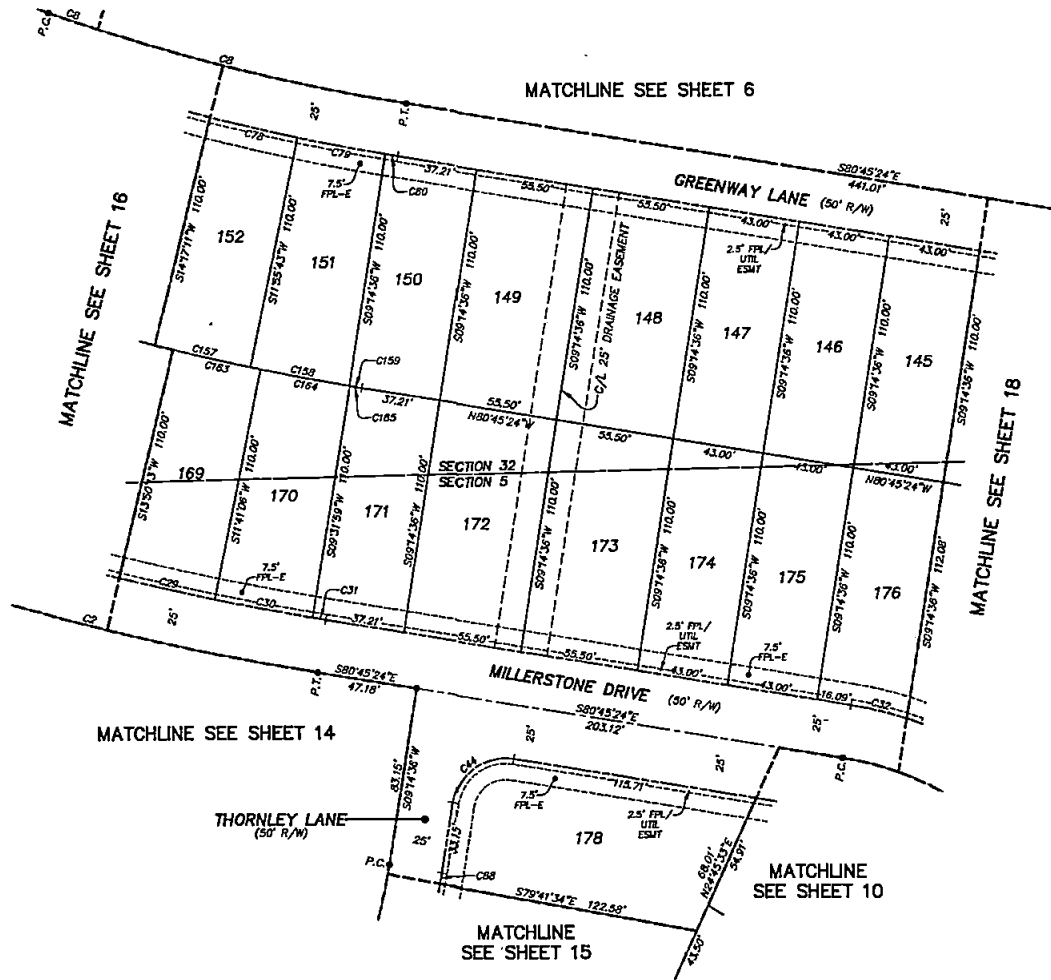 P.C.
C8
C8
MATCHLINE SEE SHEET 6
25'
P.T.
S80°45'24"E
441.01'
C78
C79
7.5'
FPL-E
37.21'
C80
55.50'
GREENWAY LANE (50' R/W)
55.50'
43.00'
43.00'
43.00'
25'
2.5' FPL/
UTIL
ESMT
MATCHLINE SEE SHEET 16
S14°17'11"W 110.00'
152
S11°55'43"W 110.00'
151
S09°14'36"W 110.00'
150
S09°14'36"W 110.00'
149
S09°14'36"W 110.00'
C/L 25' DRAINAGE EASEMENT
148
S09°14'36"W 110.00'
147
S09°14'36"W 110.00'
146
S09°14'36"W 110.00'
145
S09°14'36"W 110.00'
MATCHLINE SEE SHEET 18
C157
C163
C158
C164
C159
C165
37.21'
55.50'
N80°45'24"W
55.50'
43.00'
43.00'
43.00'
N80°45'24"W
SECTION 32
SECTION 5
S13°50'13"W 110.00'
169
S11°41'06"W 110.00'
170
S09°31'59"W 110.00'
171
S09°14'36"W 110.00'
172
S09°14'36"W 110.00'
173
S09°14'36"W 110.00'
174
S09°14'36"W 110.00'
175
S09°14'36"W 110.00'
176
S09°14'36"W 112.08'
C29
7.5'
FPL-E
C30
C31
37.21'
55.50'
55.50'
2.5' FPL/
UTIL
ESMT
43.00'
7.5'
FPL-E
43.00'
16.09'
C32
C2
25'
P.T.
S80°45'24"E
47.18'
MILLERSTONE DRIVE (50' R/W)
S80°45'24"E
203.12'
25'
25'
25'
P.C.
MATCHLINE SEE SHEET 14
83.15'
S09°14'36"W
C44
7.5'
FPL-E
115.71'
2.5' FPL/
UTIL
ESMT
THORNLEY LANE
(50' R/W)
25'
33.15'
178
P.C.
C88
S79°41'34"E 122.58'
68.01'
N24°45'33"E
54.91'
43.50'
MATCHLINE
SEE SHEET 10
MATCHLINE
SEE SHEET 15